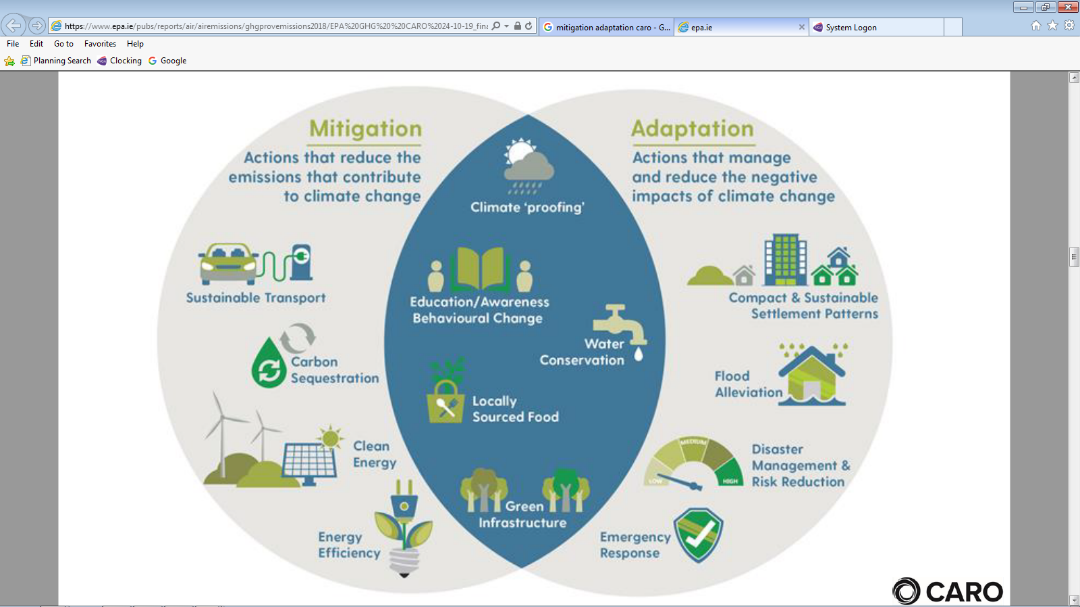 https://www.epa.ie/pubs/reports/air/airemissions/ghgprovemissions2018/EPA%20GHG%20%20CARO%2024-10-19_fina
mitigation adaptation caro - G...
epa.ie
System Logon
File Edit Go to Favorites Help
Planning Search Clocking Google
Mitigation
Actions that reduce the
emissions that contribute
to climate change
Adaptation
Actions that manage
and reduce the negative
impacts of climate change
Climate ‘proofing’
Sustainable Transport
Education/Awareness
Behavioural Change
Compact & Sustainable
Settlement Patterns
Water
Conservation
Carbon
Sequestration
Flood
Alleviation
Locally
Sourced Food
Clean
Energy
LOW
MEDIUM
HIGH
Disaster
Management &
Risk Reduction
Green
Infrastructure
Energy
Efficiency
Emergency
Response
CARO